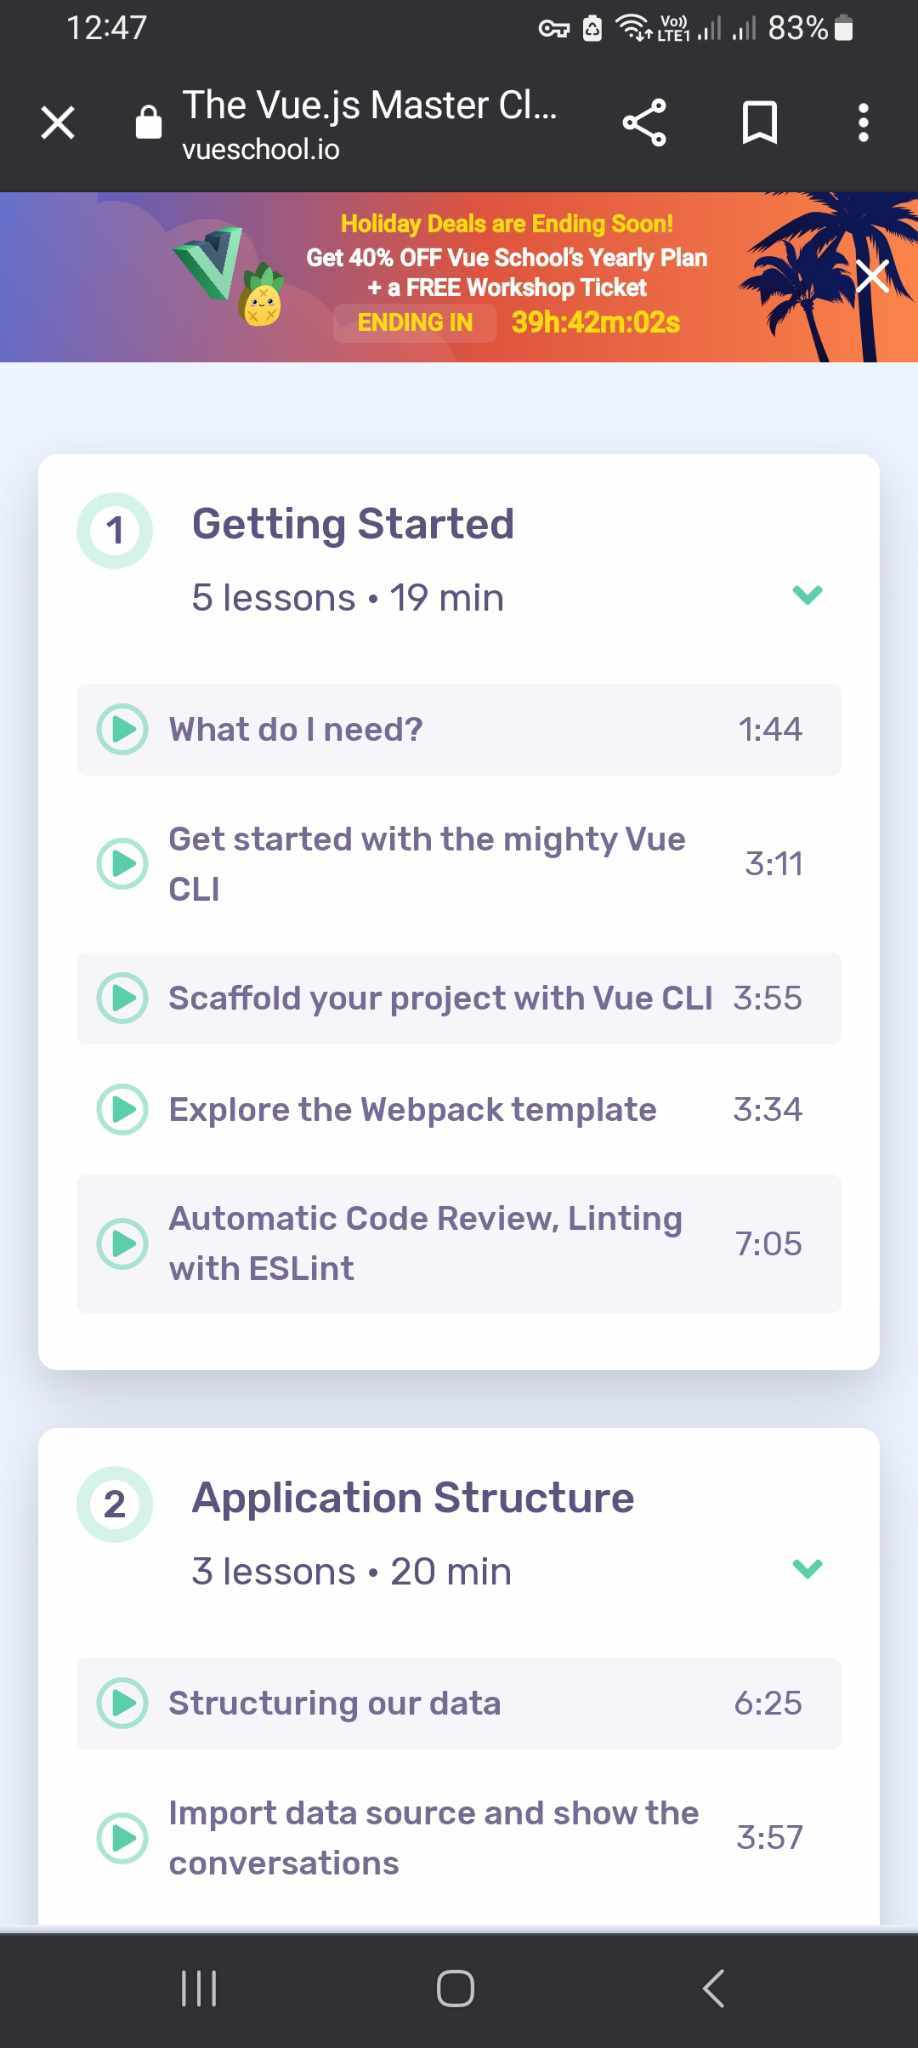 12:47
Vo))
LTE1
83%
The Vue.js Master Cl...
vueschool.io
Holiday Deals are Ending Soon!
Get 40% OFF Vue School's Yearly Plan
+ a FREE Workshop Ticket
ENDING IN 39h:42m:02s
1 Getting Started
5 lessons • 19 min
What do I need? 1:44
Get started with the mighty Vue
CLI
3:11
Scaffold your project with Vue CLI 3:55
Explore the Webpack template 3:34
Automatic Code Review, Linting
with ESLint
7:05
2 Application Structure
3 lessons • 20 min
Structuring our data 6:25
Import data source and show the
conversations
3:57